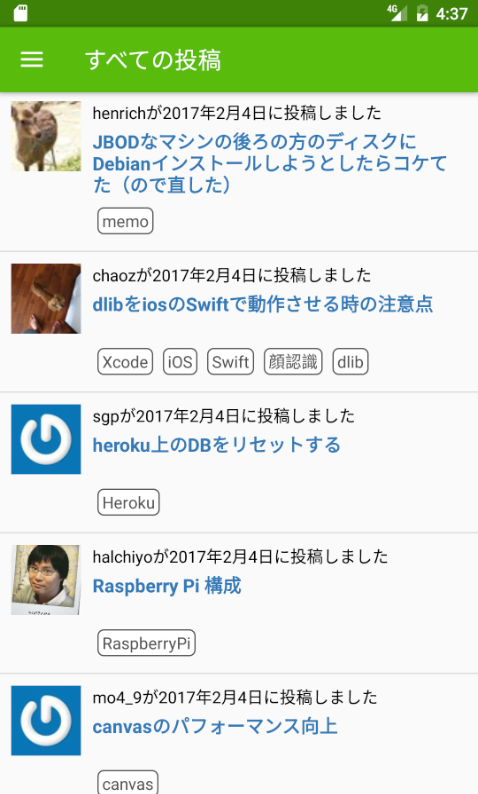 4G 4:37
すべての投稿
henrichが2017年2月4日に投稿しました
JBODなマシンの後ろの方のディスクに
Debianインストールしようとしたらコケて
た（ので直した）
memo
chaozが2017年2月4日に投稿しました
dlibをiosのSwiftで動作させる時の注意点
Xcode iOS Swift 顔認識 dlib
sgpが2017年2月4日に投稿しました
heroku上のDBをリセットする
Heroku
halchiyoが2017年2月4日に投稿しました
Raspberry Pi 構成
RaspberryPi
mo4_9が2017年2月4日に投稿しました
canvasのパフォーマンス向上
canvas